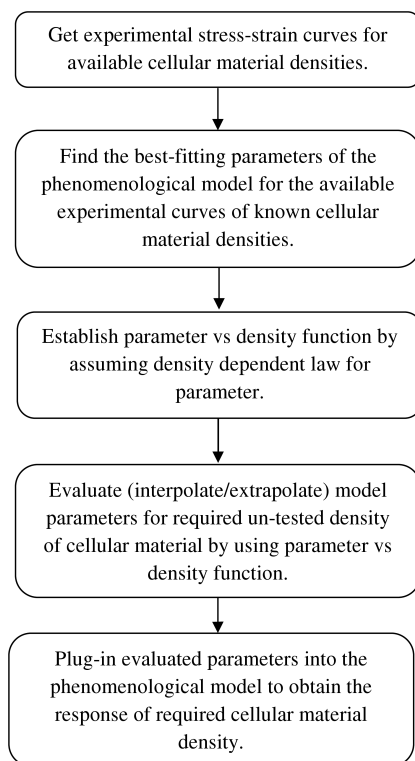 Get experimental stress-strain curves for
available cellular material densities.
Find the best-fitting parameters of the
phenomenological model for the available
experimental curves of known cellular
material densities.
Establish parameter vs density function by
assuming density dependent law for
parameter.
Evaluate (interpolate/extrapolate) model
parameters for required un-tested density
of cellular material by using parameter vs
density function.
Plug-in evaluated parameters into the
phenomenological model to obtain the
response of required cellular material
density.